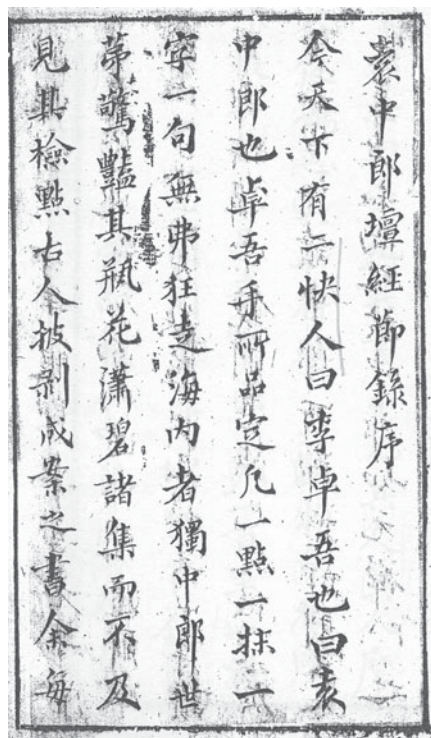 袁中郎壇經節錄序
今天下有二快人曰李卓吾也曰袁
中郎也卓吾手所品定凡一點一抹一
字一句無弗狂走海內者獨中郎世
苐驚豔其瓶花瀟碧諸集而不及
見其檢點古人披剥成案之書余每